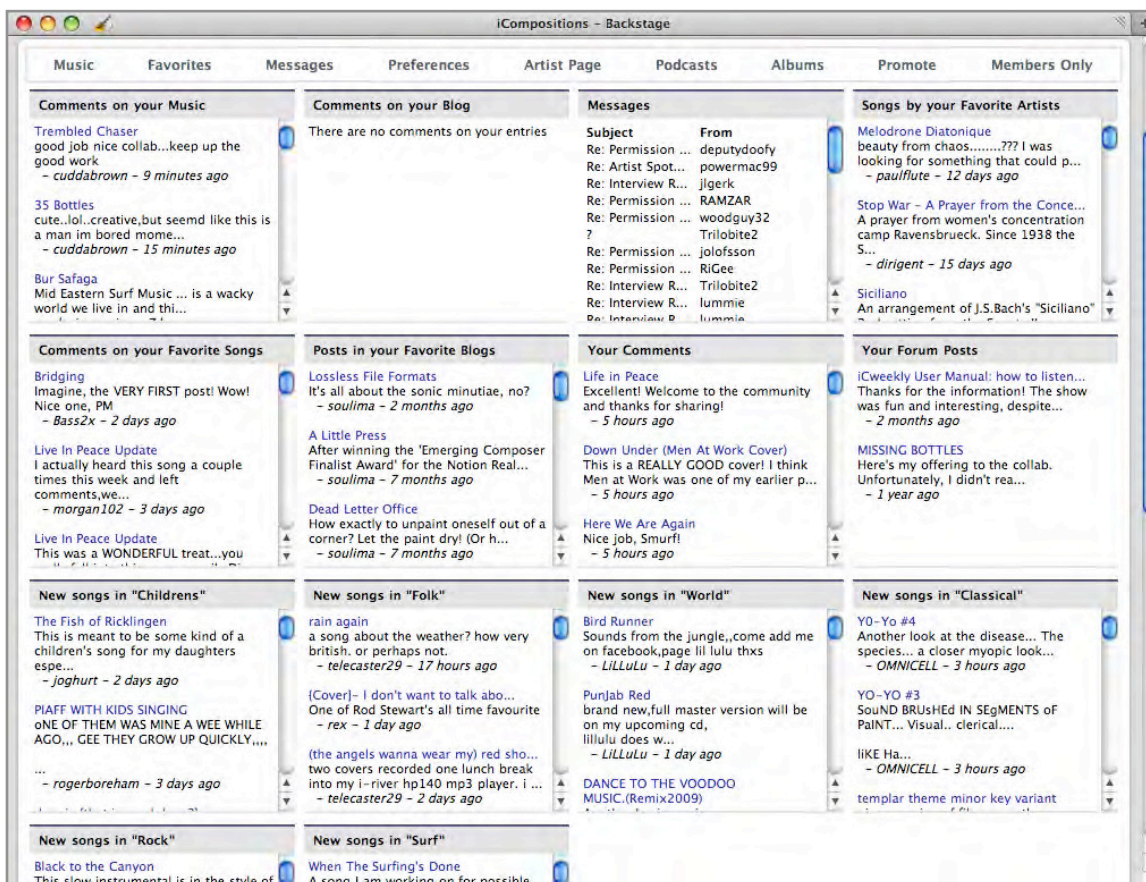 iCompositions – Backstage
Music Favorites Messages Preferences Artist Page Podcasts Albums Promote Members Only
Comments on your Music
Trembled Chaser
good job nice collab...keep up the
good work
– cuddabrown – 9 minutes ago
35 Bottles
cute..lol..creative,but seemd like this is
a man im bored mome...
– cuddabrown – 15 minutes ago
Bur Safaga
Mid Eastern Surf Music ... is a wacky
world we live in and thi...
Comments on your Blog
There are no comments on your entries
Messages
Subject From
Re: Permission ... deputydoofy
Re: Artist Spot... powermac99
Re: Interview R... jlgerk
Re: Permission ... RAMZAR
Re: Permission ... woodguy32
? Trilobite2
Re: Permission ... jolofsson
Re: Permission ... RiGee
Re: Interview R... Trilobite2
Re: Interview R... lummie
Re: Interview R... lummie
Songs by your Favorite Artists
Melodrone Diatonique
beauty from chaos........??? I was
looking for something that could p...
– paulflute – 12 days ago
Stop War – A Prayer from the Conce...
A prayer from women's concentration
camp Ravensbrueck. Since 1938 the
S...
– dirigent – 15 days ago
Siciliano
An arrangement of J.S.Bach's "Siciliano"
Comments on your Favorite Songs
Bridging
Imagine, the VERY FIRST post! Wow!
Nice one, PM
– Bass2x – 2 days ago
Live In Peace Update
I actually heard this song a couple
times this week and left
comments,we...
– morgan102 – 3 days ago
Live In Peace Update
This was a WONDERFUL treat...you
Posts in your Favorite Blogs
Lossless File Formats
It's all about the sonic minutiae, no?
– soulima – 2 months ago
A Little Press
After winning the 'Emerging Composer
Finalist Award' for the Notion Real...
– soulima – 7 months ago
Dead Letter Office
How exactly to unpaint oneself out of a
corner? Let the paint dry! (Or h...
– soulima – 7 months ago
Your Comments
Life in Peace
Excellent! Welcome to the community
and thanks for sharing!
– 5 hours ago
Down Under (Men At Work Cover)
This is a REALLY GOOD cover! I think
Men at Work was one of my earlier p...
– 5 hours ago
Here We Are Again
Nice job, Smurf!
– 5 hours ago
Your Forum Posts
iCweekly User Manual: how to listen...
Thanks for the information! The show
was fun and interesting, despite...
– 2 months ago
MISSING BOTTLES
Here's my offering to the collab.
Unfortunately, I didn't rea...
– 1 year ago
New songs in "Childrens"
The Fish of Ricklingen
This is meant to be some kind of a
children's song for my daughters
espe...
– joghurt – 2 days ago
PIAFF WITH KIDS SINGING
oNE OF THEM WAS MINE A WEE WHILE
AGO,,, GEE THEY GROW UP QUICKLY,,,,
...
– rogerboreham – 3 days ago
New songs in "Folk"
rain again
a song about the weather? how very
british. or perhaps not.
– telecaster29 – 17 hours ago
{Cover}– I don't want to talk abo...
One of Rod Stewart's all time favourite
– rex – 1 day ago
(the angels wanna wear my) red sho...
two covers recorded one lunch break
into my i–river hp140 mp3 player. i ...
– telecaster29 – 2 days ago
New songs in "World"
Bird Runner
Sounds from the jungle,,come add me
on facebook,page lil lulu thxs
– LiLLuLu – 1 day ago
PunJab Red
brand new,full master version will be
on my upcoming cd,
lillulu does w...
– LiLLuLu – 1 day ago
DANCE TO THE VOODOO
MUSIC.(Remix2009)
New songs in "Classical"
Y0–Yo #4
Another look at the disease... The
species... a closer myopic look...
– OMNICELL – 3 hours ago
YO–YO #3
SouND BRUsHEd IN SEgMENTS oF
PaINT... Visual.. clerical....
liKE Ha...
– OMNICELL – 3 hours ago
templar theme minor key variant
New songs in "Rock"
Black to the Canyon
This slow instrumental is in the style of
New songs in "Surf"
When The Surfing's Done
A song I am working on for possible